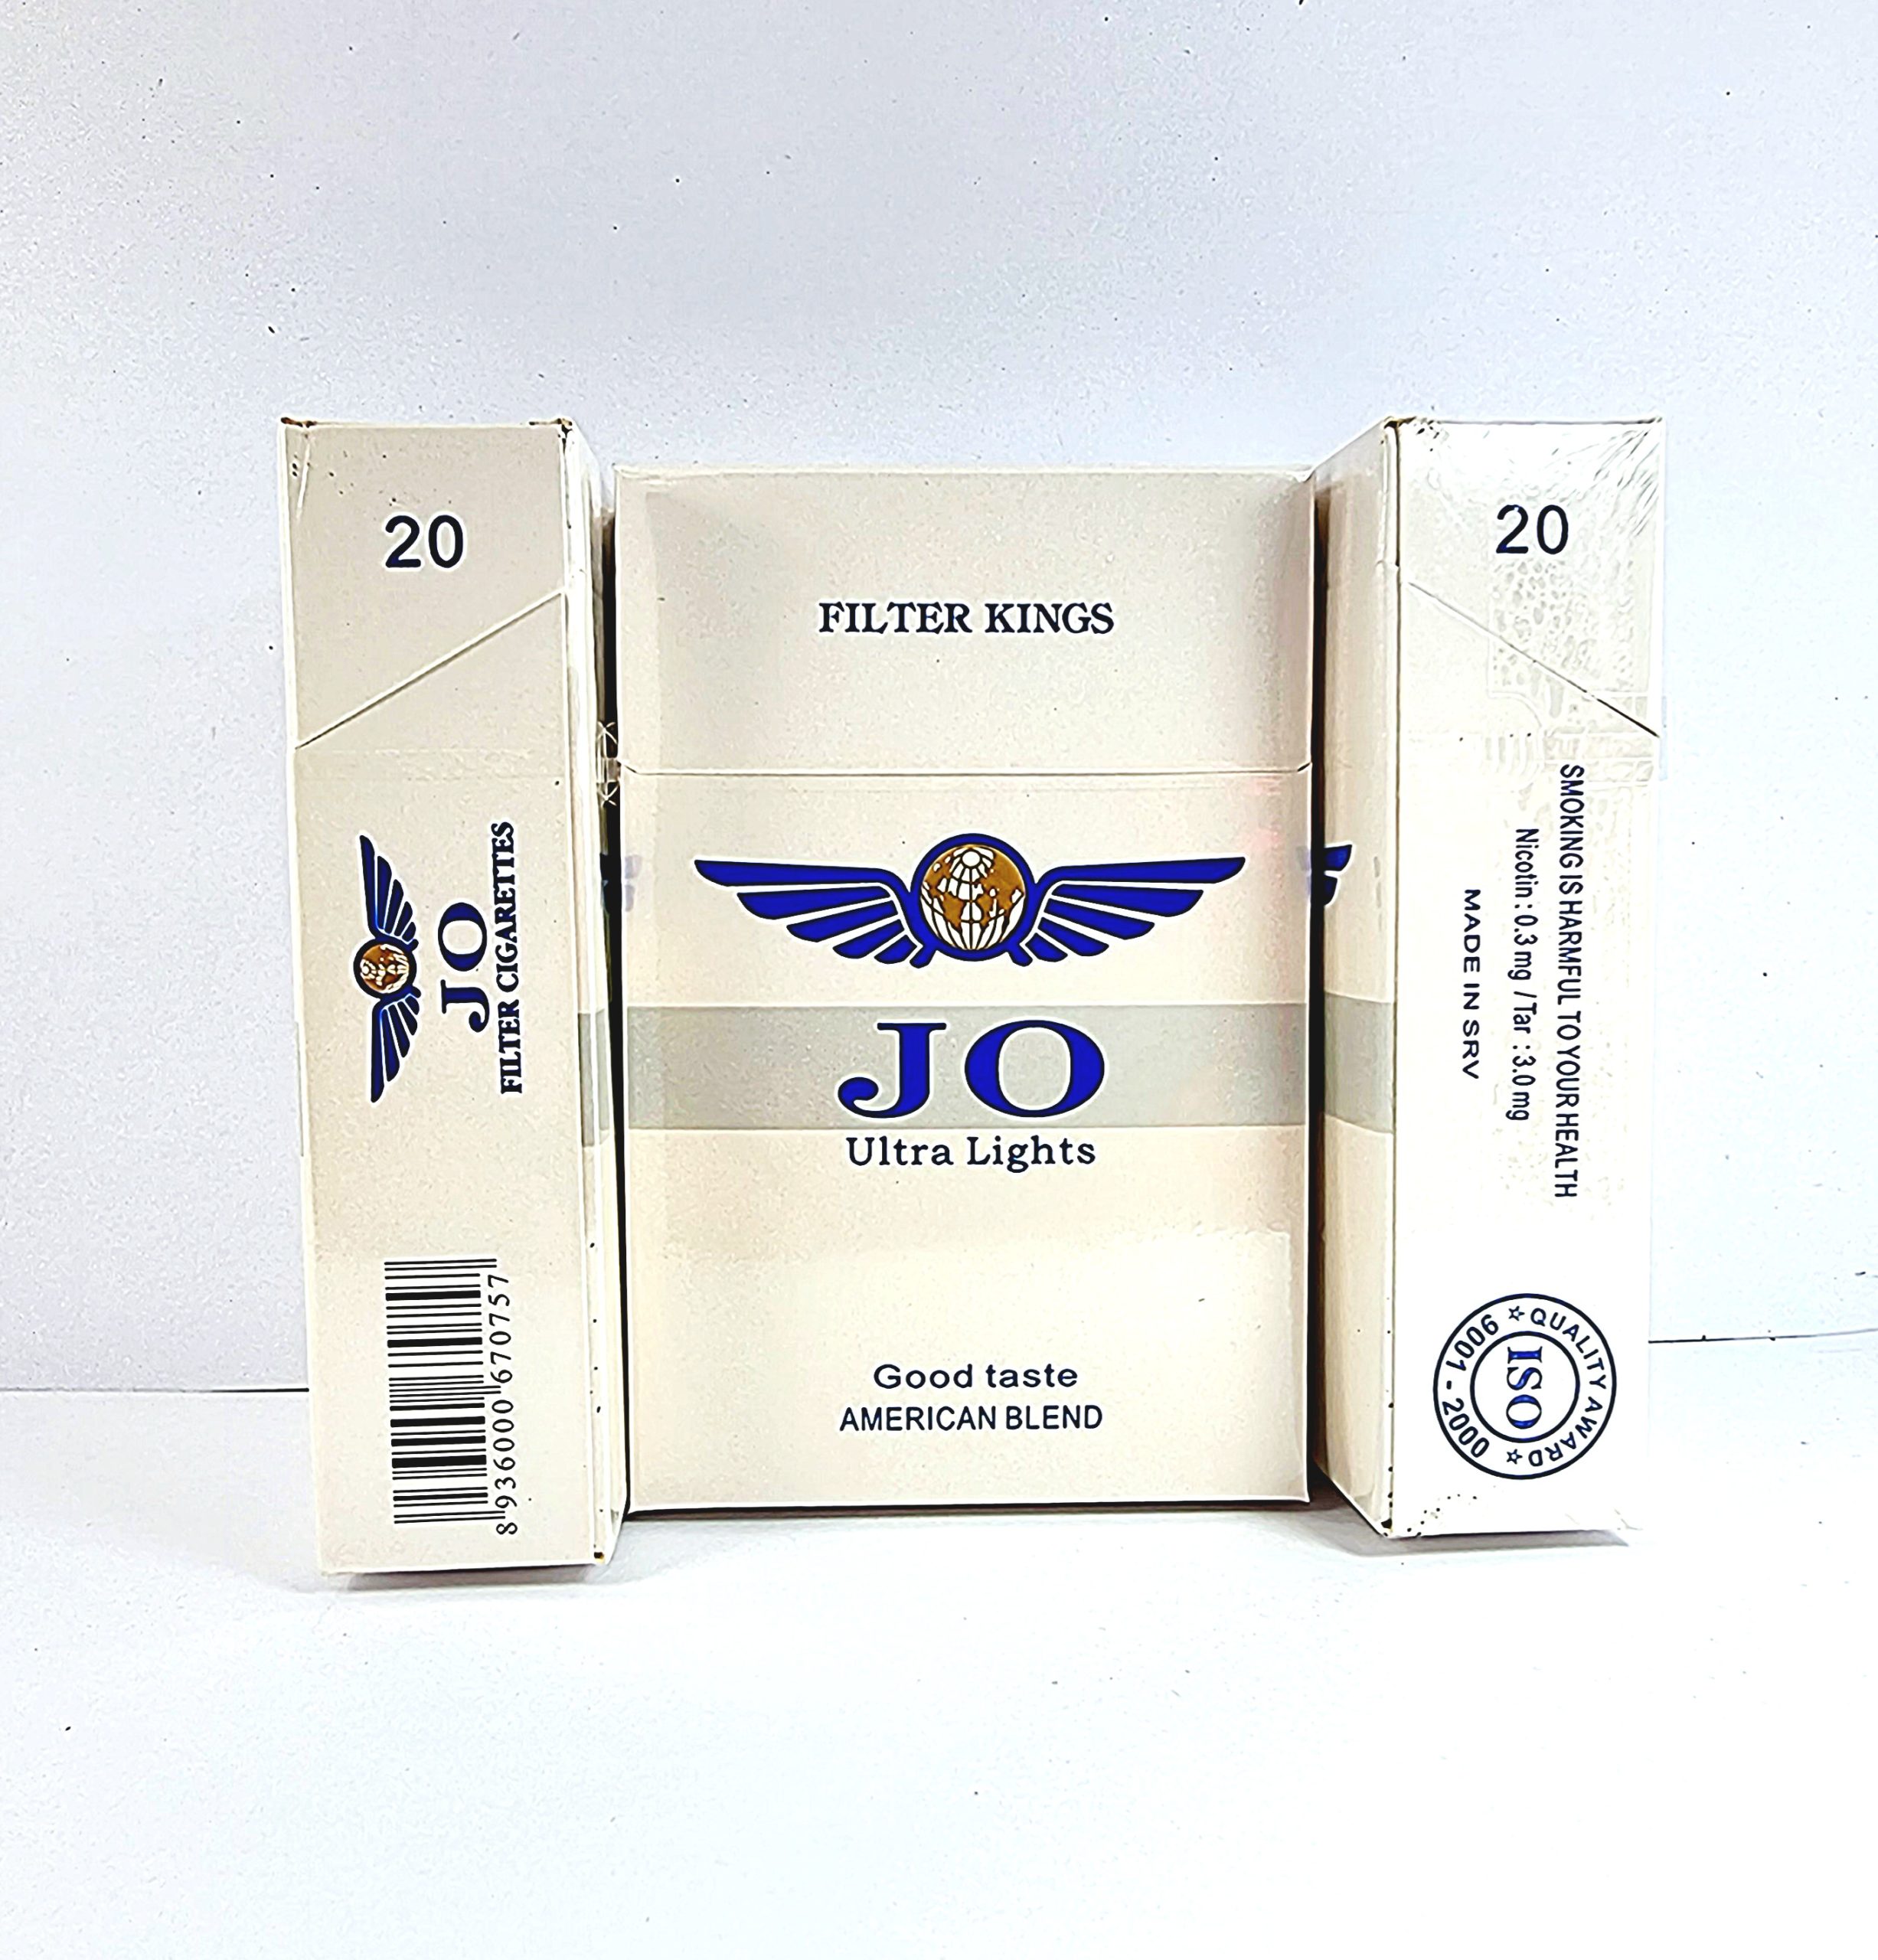 20
JO
FILTER CIGARETTES
8 936000 670757
FILTER KINGS
JO
Ultra Lights
Good taste
AMERICAN BLEND
20
SMOKING IS HARMFUL TO YOUR HEALTH
Nicotin : 0.3 mg / Tar : 3.0 mg
MADE IN SRV
QUALITY AWARD
ISO
9001 - 2000